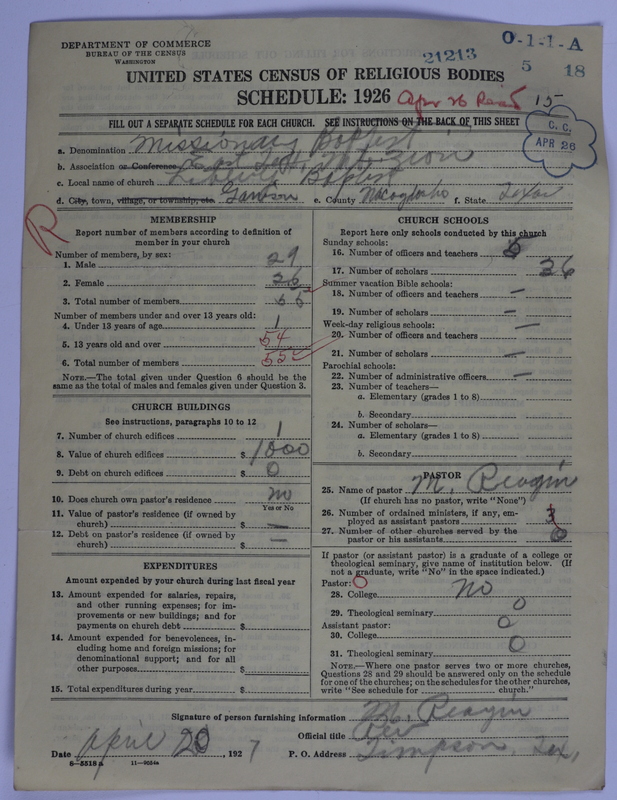 DEPARTMENT OF COMMERCE
BUREAU OF THE CENSUS
WASHINGTON
21213
O-1-1-A
5 18
UNITED STATES CENSUS OF RELIGIOUS BODIES
SCHEDULE: 1926
Apr 26 Recd 15
C. C.
APR 26
FILL OUT A SEPARATE SCHEDULE FOR EACH CHURCH. SEE INSTRUCTIONS ON THE BACK OF THIS SHEET
a. Denomination Missionary Baptist
b. Association or Conference
c. Local name of church Liberty Baptist
d. City, town, village, or township, etc. Garrison e. County Nacogdoches f. State Texas
R
MEMBERSHIP
Report number of members according to definition of member in your church
Number of members, by sex:
1. Male 29
2. Female 26
3. Total number of members 55
Number of members under and over 13 years old:
4. Under 13 years of age 1
5. 13 years old and over 54
6. Total number of members 55
NOTE.—The total given under Question 6 should be the same as the total of males and females given under Question 3.
CHURCH BUILDINGS
See instructions, paragraphs 10 to 12
7. Number of church edifices 1
8. Value of church edifices $ 1000
9. Debt on church edifices $ 0
10. Does church own pastor's residence no
Yes or No
11. Value of pastor's residence (if owned by church) $ —
12. Debt on pastor's residence (if owned by church) $ —
EXPENDITURES
Amount expended by your church during last fiscal year
13. Amount expended for salaries, repairs, and other running expenses; for improvements or new buildings; and for payments on church debt $
14. Amount expended for benevolences, including home and foreign missions; for denominational support; and for all other purposes $
15. Total expenditures during year $
CHURCH SCHOOLS
Report here only schools conducted by this church
Sunday schools:
16. Number of officers and teachers 5
17. Number of scholars 36
Summer vacation Bible schools:
18. Number of officers and teachers —
19. Number of scholars —
Week-day religious schools: —
20. Number of officers and teachers
21. Number of scholars —
Parochial schools:
22. Number of administrative officers —
23. Number of teachers—
a. Elementary (grades 1 to 8)
b. Secondary
24. Number of scholars—
a. Elementary (grades 1 to 8)
b. Secondary
PASTOR
25. Name of pastor M. Reagin
(If church has no pastor, write "None")
26. Number of ordained ministers, if any, employed as assistant pastors
27. Number of other churches served by the pastor or his assistants
If pastor (or assistant pastor) is a graduate of a college or theological seminary, give name of institution below. (If not a graduate, write "No" in the space indicated.)
Pastor: O
28. College No
29. Theological seminary 0
Assistant pastor: 0
30. College
31. Theological seminary 0
NOTE.—Where one pastor serves two or more churches, Questions 28 and 29 should be answered only on the schedule for one of the churches; on the schedules for the other churches, write "See schedule for church."
Signature of person furnishing information M. Reagin
Official title Rev
Date April 20, 1927 P. O. Address Timpson, Tex,
8—5518a 11—9034a